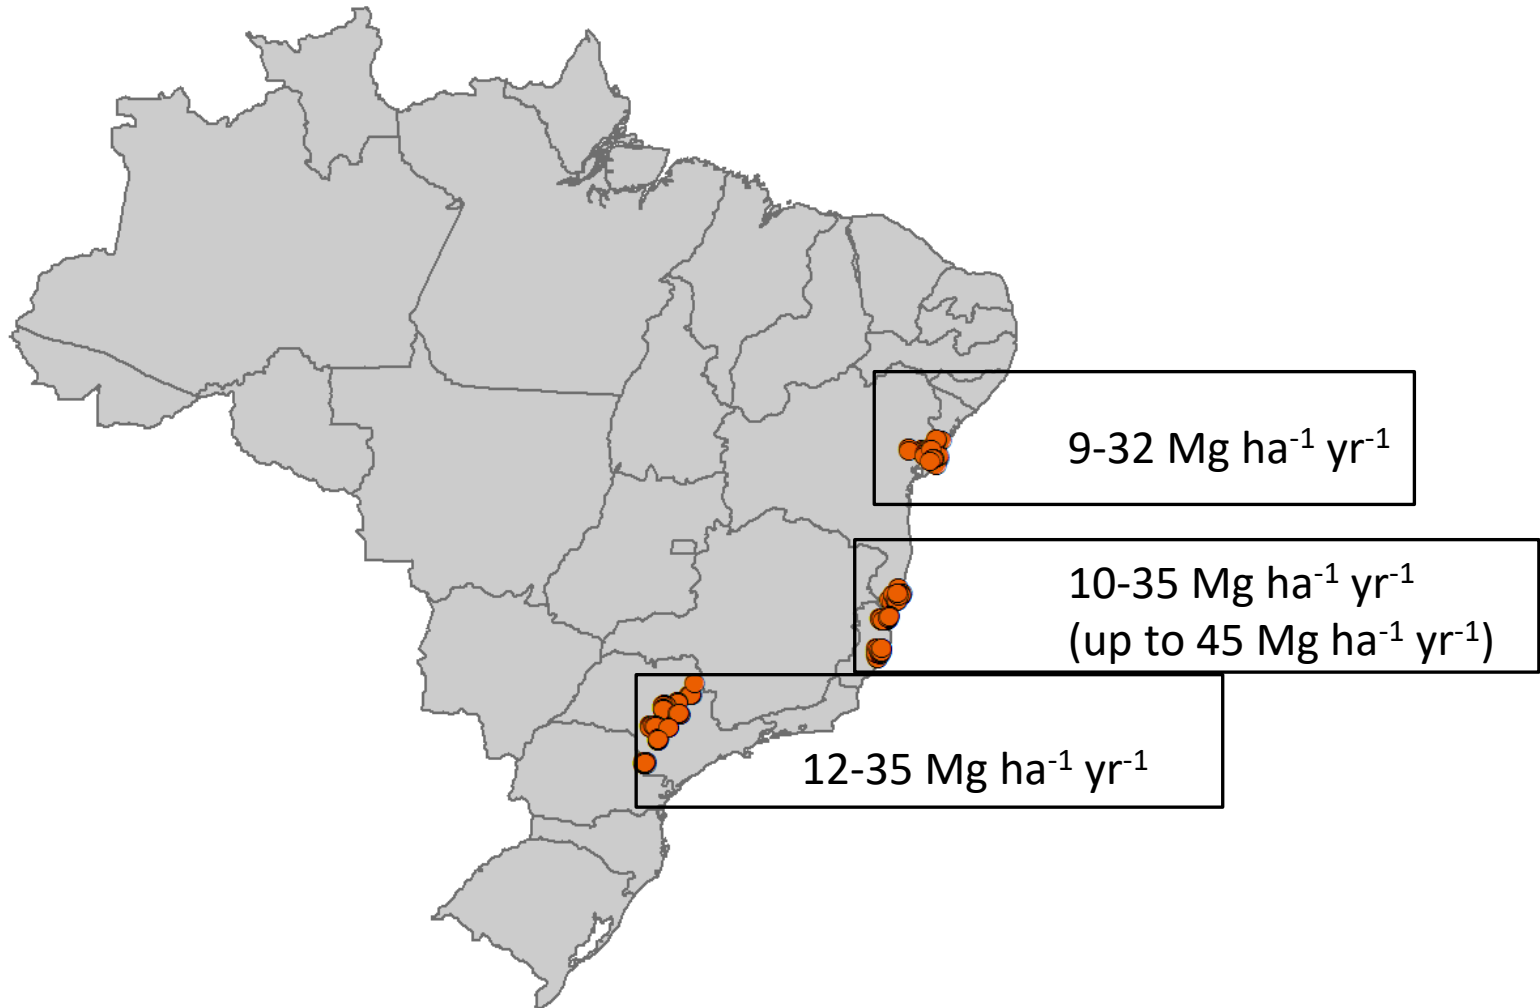 9-32 Mg ha⁻¹ yr⁻¹
10-35 Mg ha⁻¹ yr⁻¹
(up to 45 Mg ha⁻¹ yr⁻¹)
12-35 Mg ha⁻¹ yr⁻¹